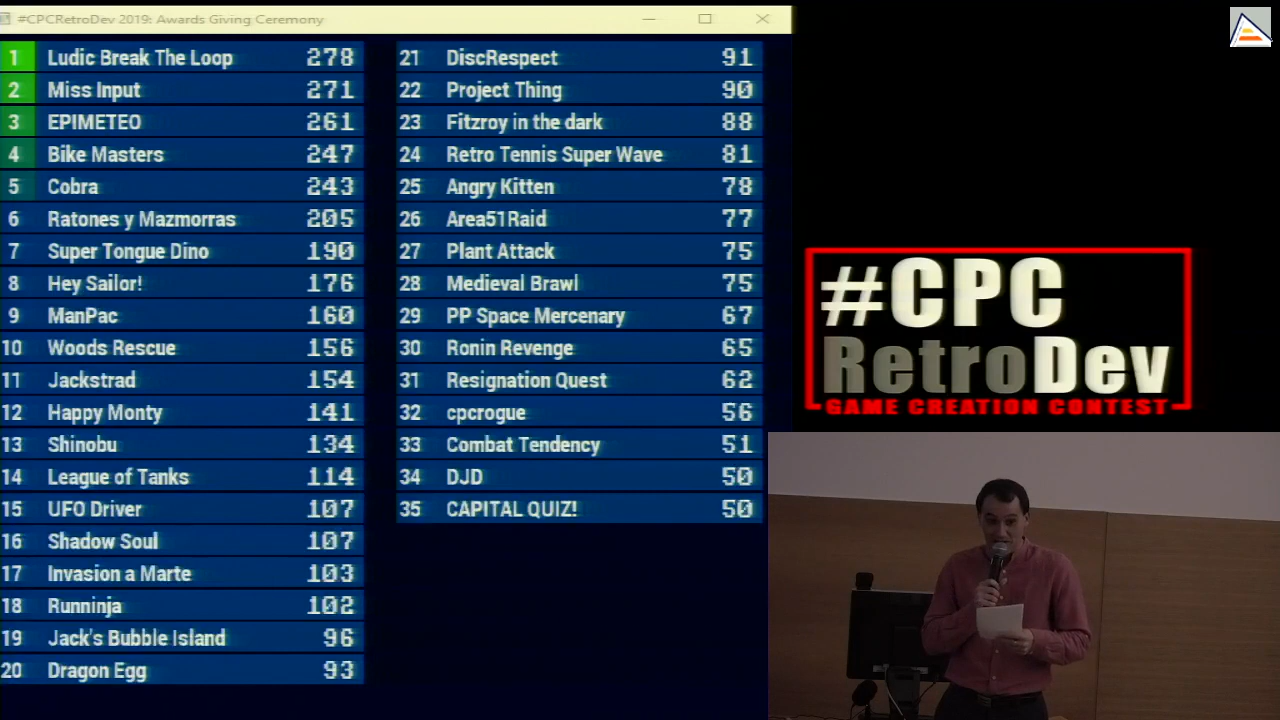 #CPCRetroDev 2019: Awards Giving Ceremony
1 Ludic Break The Loop 278
2 Miss Input 271
3 EPIMETEO 261
4 Bike Masters 247
5 Cobra 243
6 Ratones y Mazmorras 205
7 Super Tongue Dino 190
8 Hey Sailor! 176
9 ManPac 160
10 Woods Rescue 156
11 Jackstrad 154
12 Happy Monty 141
13 Shinobu 134
14 League of Tanks 114
15 UFO Driver 107
16 Shadow Soul 107
17 Invasion a Marte 103
18 Runninja 102
19 Jack's Bubble Island 96
20 Dragon Egg 93
21 DiscRespect 91
22 Project Thing 90
23 Fitzroy in the dark 88
24 Retro Tennis Super Wave 81
25 Angry Kitten 78
26 Area51Raid 77
27 Plant Attack 75
28 Medieval Brawl 75
29 PP Space Mercenary 67
30 Ronin Revenge 65
31 Resignation Quest 62
32 cpcrogue 56
33 Combat Tendency 51
34 DJD 50
35 CAPITAL QUIZ! 50
#CPC
RetroDev
GAME CREATION CONTEST